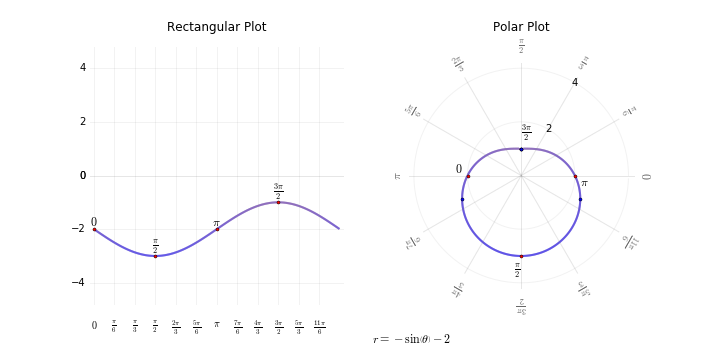 Rectangular Plot
4
2
0
−2
−4
0
π/2
π
3π/2
0 π/6 π/3 π/2 2π/3 5π/6 π 7π/6 4π/3 3π/2 5π/3 11π/6
Polar Plot
π/2
2π/3 π/3
4
5π/6 π/6
3π/2 2
0
π 0
π
7π/6 11π/6
π/2
4π/3 5π/3
3π/2
r = −sin(θ) − 2